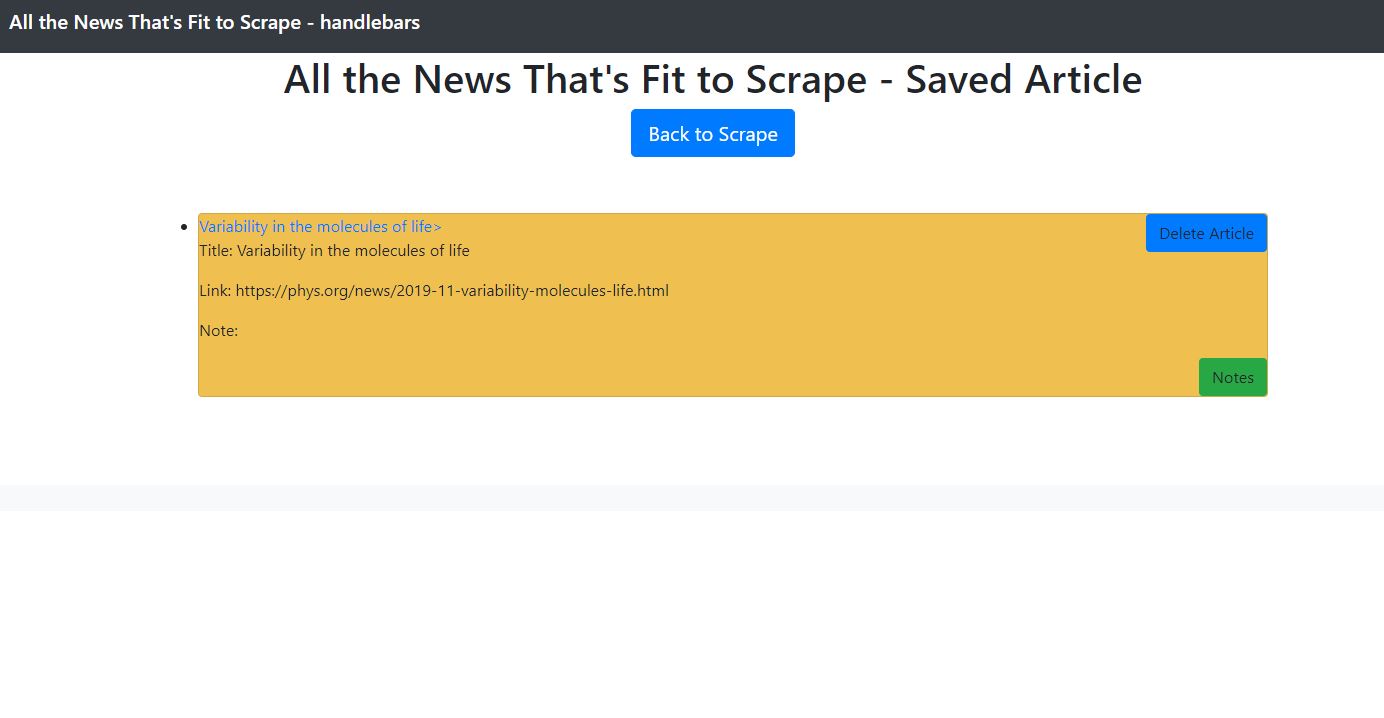 All the News That's Fit to Scrape - handlebars
All the News That's Fit to Scrape - Saved Article
Back to Scrape
Variability in the molecules of life>
Delete Article
Title: Variability in the molecules of life
Link: https://phys.org/news/2019-11-variability-molecules-life.html
Note:
Notes